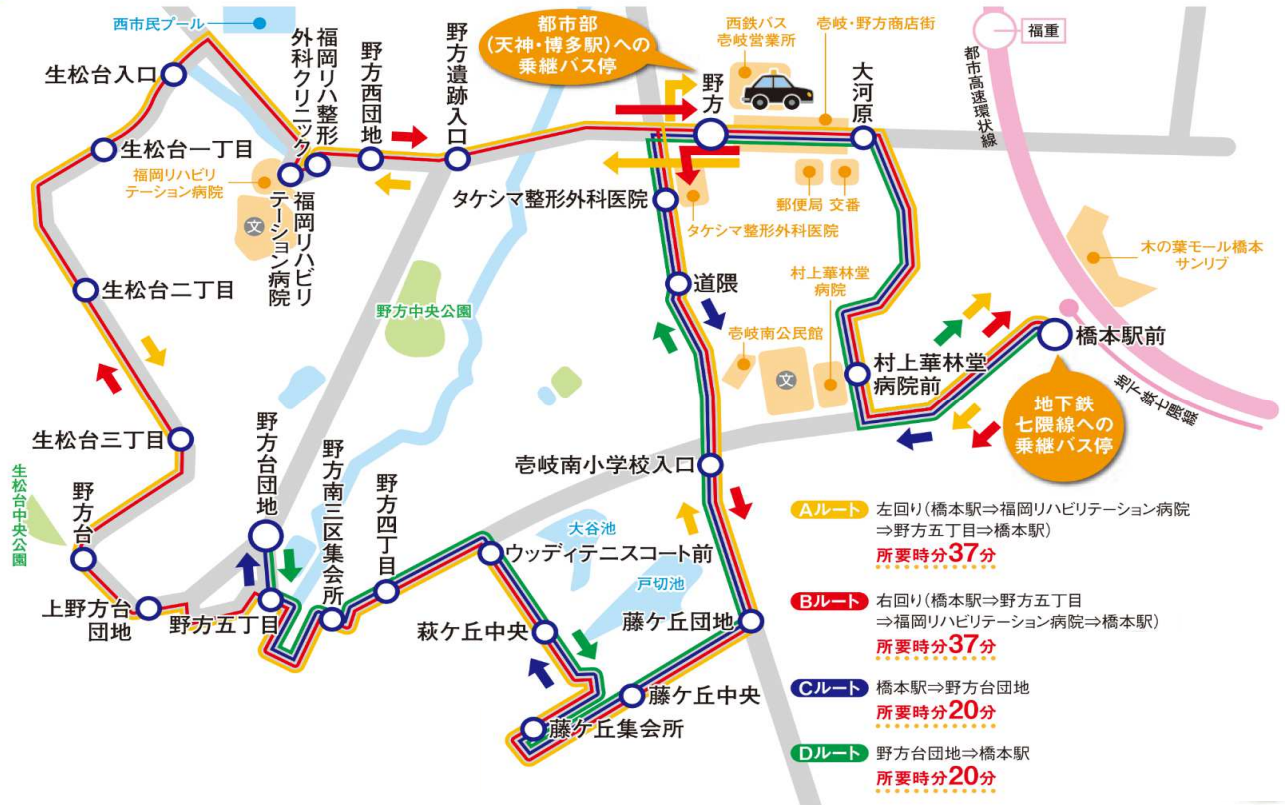 西市民プール
生松台入口
福岡リハ整形
外科クリニック
野方西団地
野方遺跡入口
都市部
(天神・博多駅)への
乗継バス停
西鉄バス
壱岐営業所
壱岐・野方商店街
福重
都市高速環状線
野方
大河原
生松台一丁目
福岡リハビリ
テーション病院
文
福岡リハビリ
テーション病院
タケシマ整形外科医院
タケシマ整形外科医院
郵便局
交番
木の葉モール橋本
サンリブ
生松台二丁目
野方中央公園
道隈
村上華林堂
病院
壱岐南公民館
文
村上華林堂
病院前
橋本駅前
地下鉄七隈線
地下鉄
七隈線への
乗継バス停
生松台三丁目
生松台中央公園
野方台
野方台団地
野方南三区集会所
野方四丁目
壱岐南小学校入口
大谷池
ウッディテニスコート前
戸切池
上野方台
団地
野方五丁目
萩ケ丘中央
藤ケ丘団地
藤ケ丘中央
藤ケ丘集会所
Aルート 左回り(橋本駅⇒福岡リハビリテーション病院
⇒野方五丁目⇒橋本駅)
所要時分37分
Bルート 右回り(橋本駅⇒野方五丁目
⇒福岡リハビリテーション病院⇒橋本駅)
所要時分37分
Cルート 橋本駅⇒野方台団地
所要時分20分
Dルート 野方台団地⇒橋本駅
所要時分20分